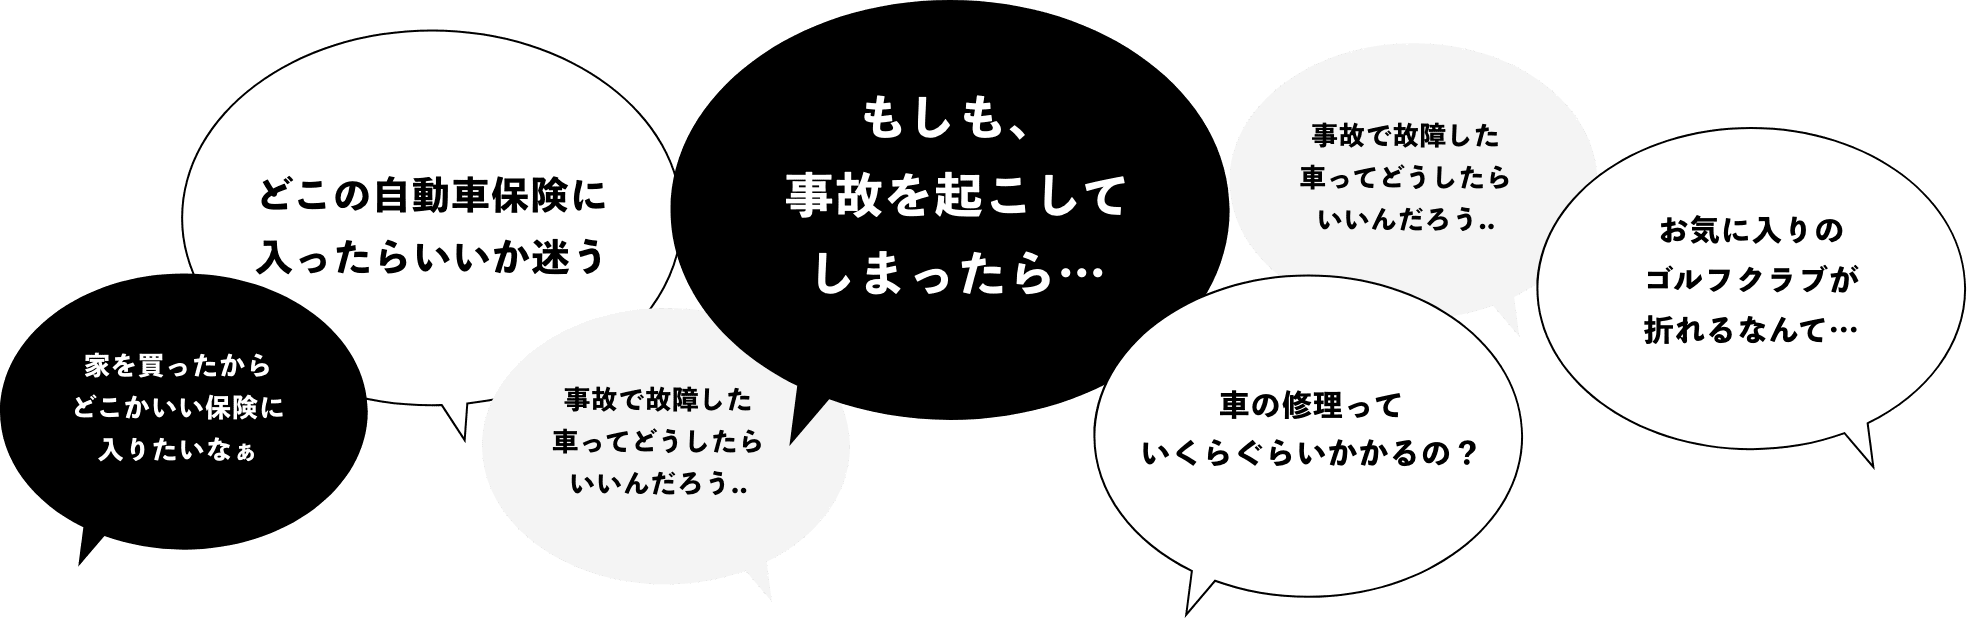 どこの自動車保険に
入ったらいいか迷う
家を買ったから
どこかいい保険に
入りたいなぁ
事故で故障した
車ってどうしたら
いいんだろう..
もしも、
事故を起こして
しまったら…
事故で故障した
車ってどうしたら
いいんだろう..
車の修理って
いくらぐらいかかるの？
お気に入りの
ゴルフクラブが
折れるなんて…